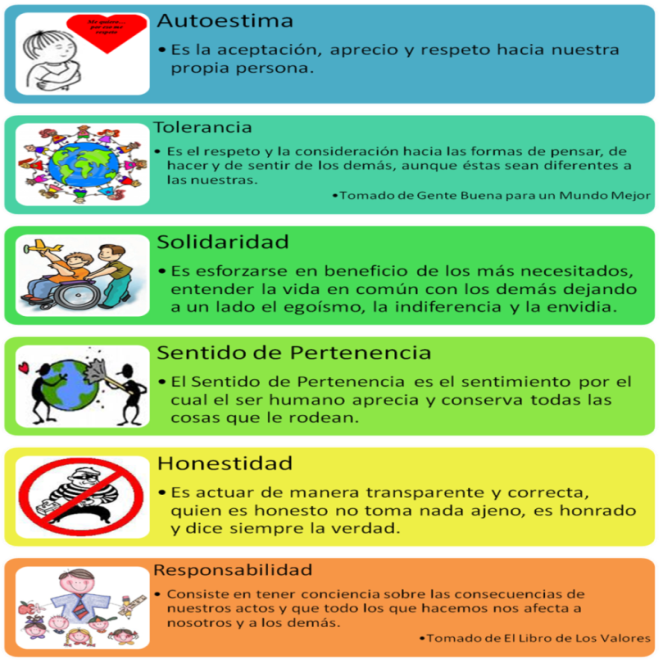 Me quiero...
Autoestima
• Es la aceptación, aprecio y respeto hacia nuestra
propia persona.
Tolerancia
• Es el respeto y la consideración hacia las formas de pensar, de
hacer y de sentir de los demás, aunque éstas sean diferentes a
las nuestras.
•Tomado de Gente Buena para un Mundo Mejor
Solidaridad
• Es esforzarse en beneficio de los más necesitados,
entender la vida en común con los demás dejando
a un lado el egoísmo, la indiferencia y la envidia.
Sentido de Pertenencia
• El Sentido de Pertenencia es el sentimiento por el
cual el ser humano aprecia y conserva todas las
cosas que le rodean.
Honestidad
• Es actuar de manera transparente y correcta,
quien es honesto no toma nada ajeno, es honrado
y dice siempre la verdad.
Responsabilidad
• Consiste en tener conciencia sobre las consecuencias de
nuestros actos y que todo los que hacemos nos afecta a
nosotros y a los demás.
•Tomado de El Libro de Los Valores